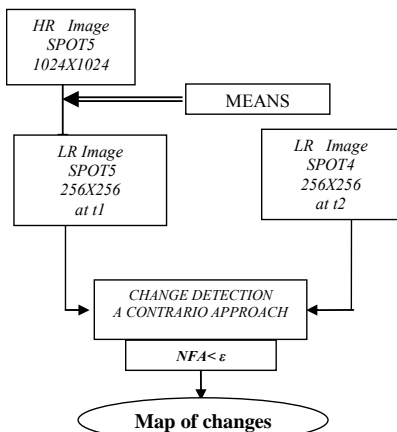 HR Image
SPOT5
1024X1024
MEANS
LR Image
SPOT5
256X256
at t1
LR Image
SPOT4
256X256
at t2
CHANGE DETECTION
A CONTRARIO APPROACH
NFA< ε
Map of changes